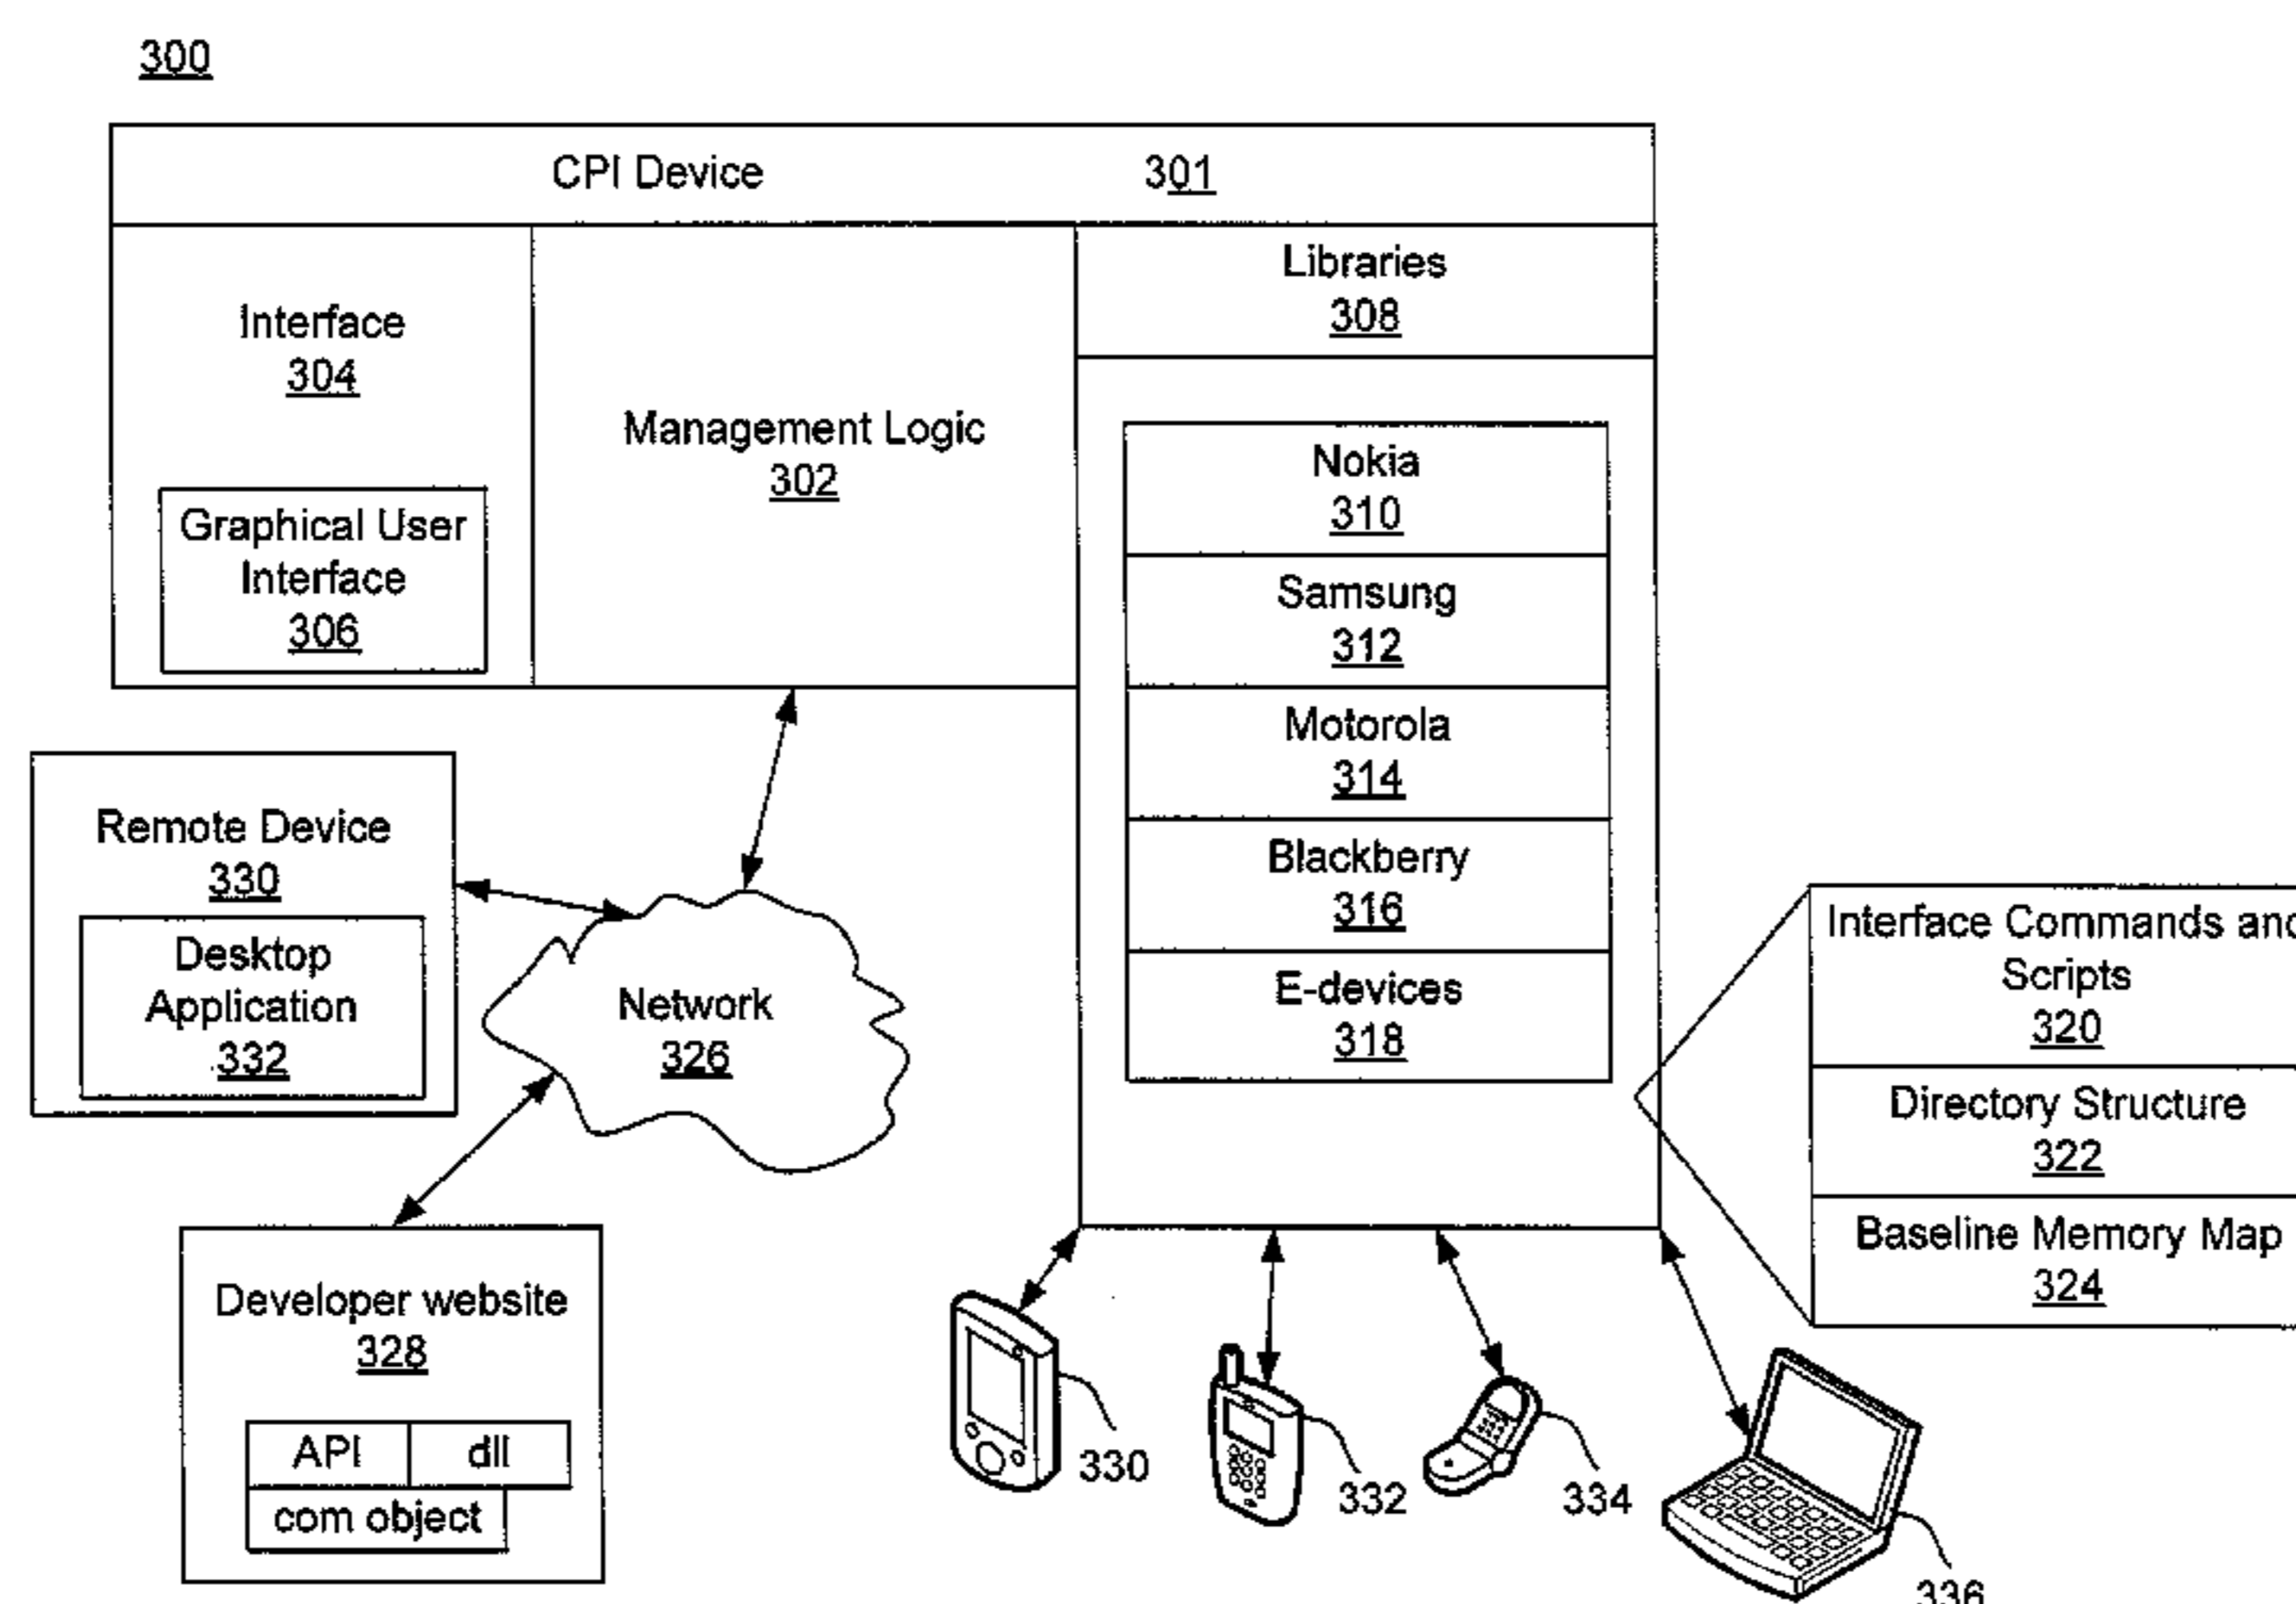 300
CPI Device 301
Interface
304
Graphical User
Interface
306
Management Logic
302
Libraries
308
Nokia
310
Samsung
312
Motorola
314
Blackberry
316
E-devices
318
Interface Commands and
Scripts
320
Directory Structure
322
Baseline Memory Map
324
Remote Device
330
Desktop
Application
332
Network
326
Developer website
328
API dll
com object
330
332
334
336